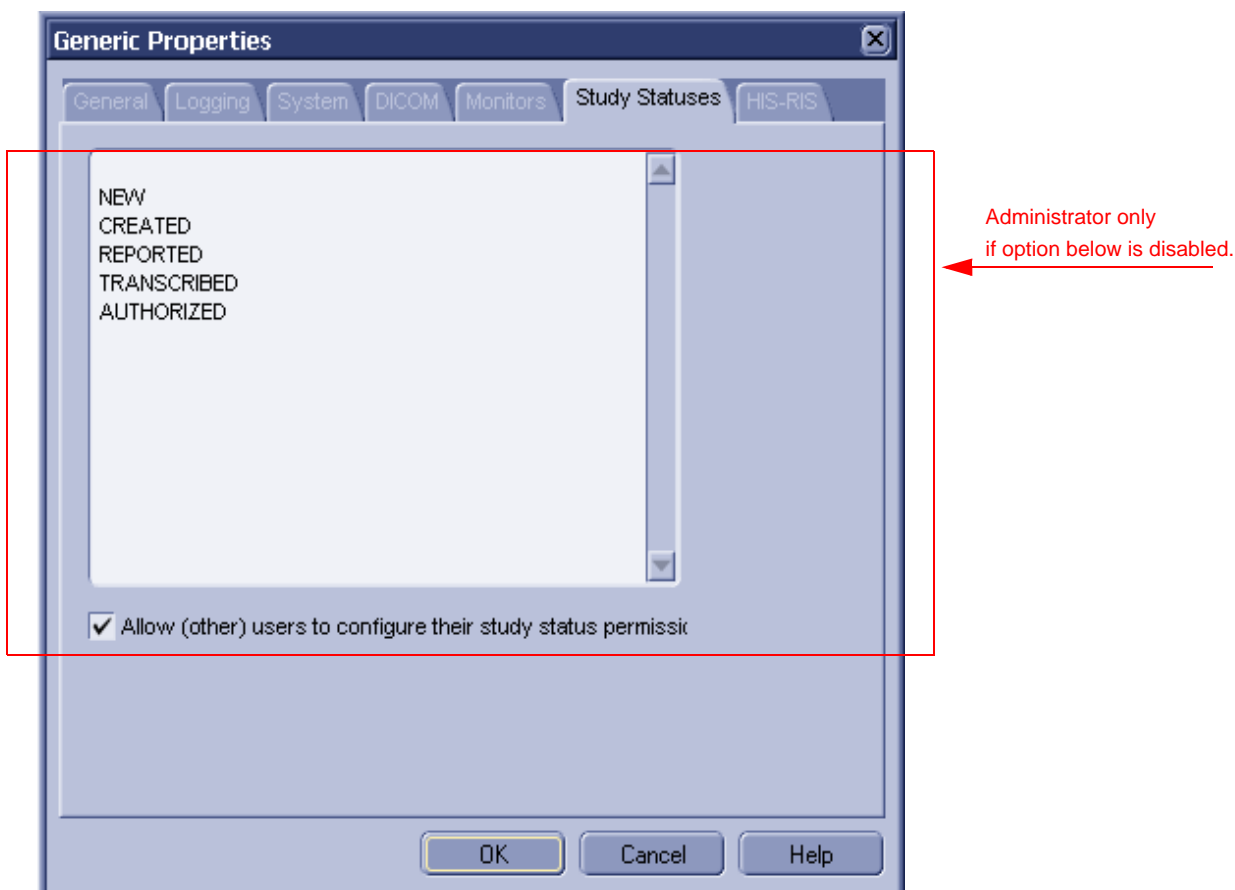 Generic Properties
General Logging System DICOM Monitors Study Statuses HIS-RIS
NEW
CREATED
REPORTED
TRANSCRIBED
AUTHORIZED
Administrator only
if option below is disabled.
Allow (other) users to configure their study status permissic
OK Cancel Help